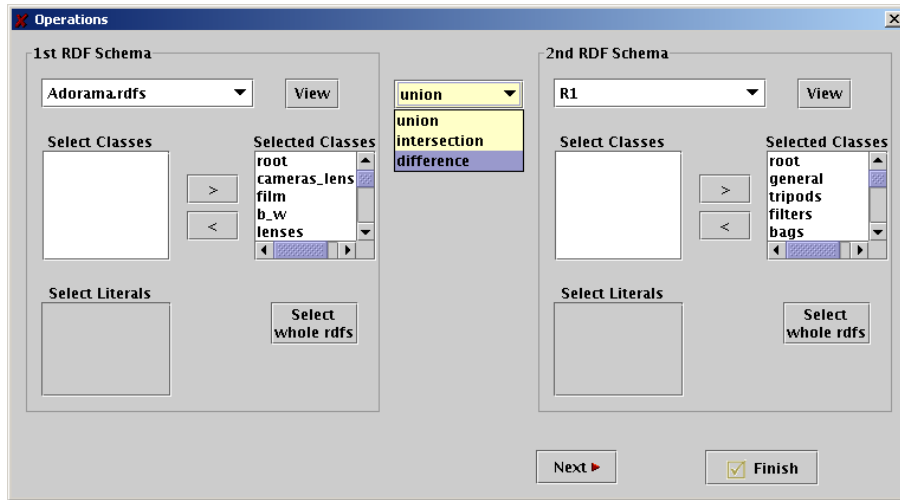 Operations
1st RDF Schema
Adorama.rdfs
View
Select Classes
Selected Classes
root
cameras_lens
film
b_w
lenses
>
<
Select Literals
Select
whole rdfs
union
union
intersection
difference
2nd RDF Schema
R1
View
Select Classes
Selected Classes
root
general
tripods
filters
bags
>
<
Select Literals
Select
whole rdfs
Next
Finish